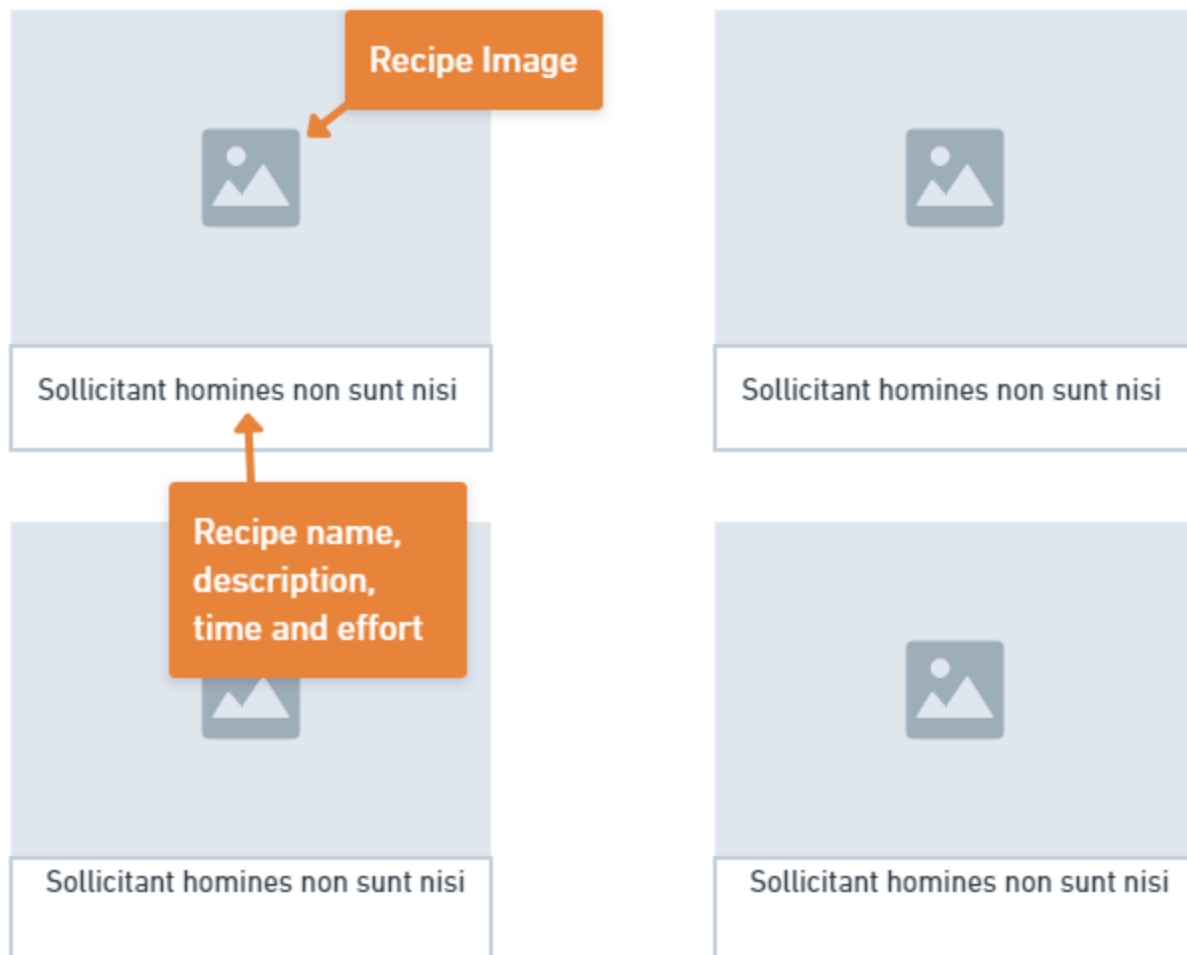 Recipe Image
Sollicitant homines non sunt nisi
Sollicitant homines non sunt nisi
Recipe name,
description,
time and effort
Sollicitant homines non sunt nisi
Sollicitant homines non sunt nisi